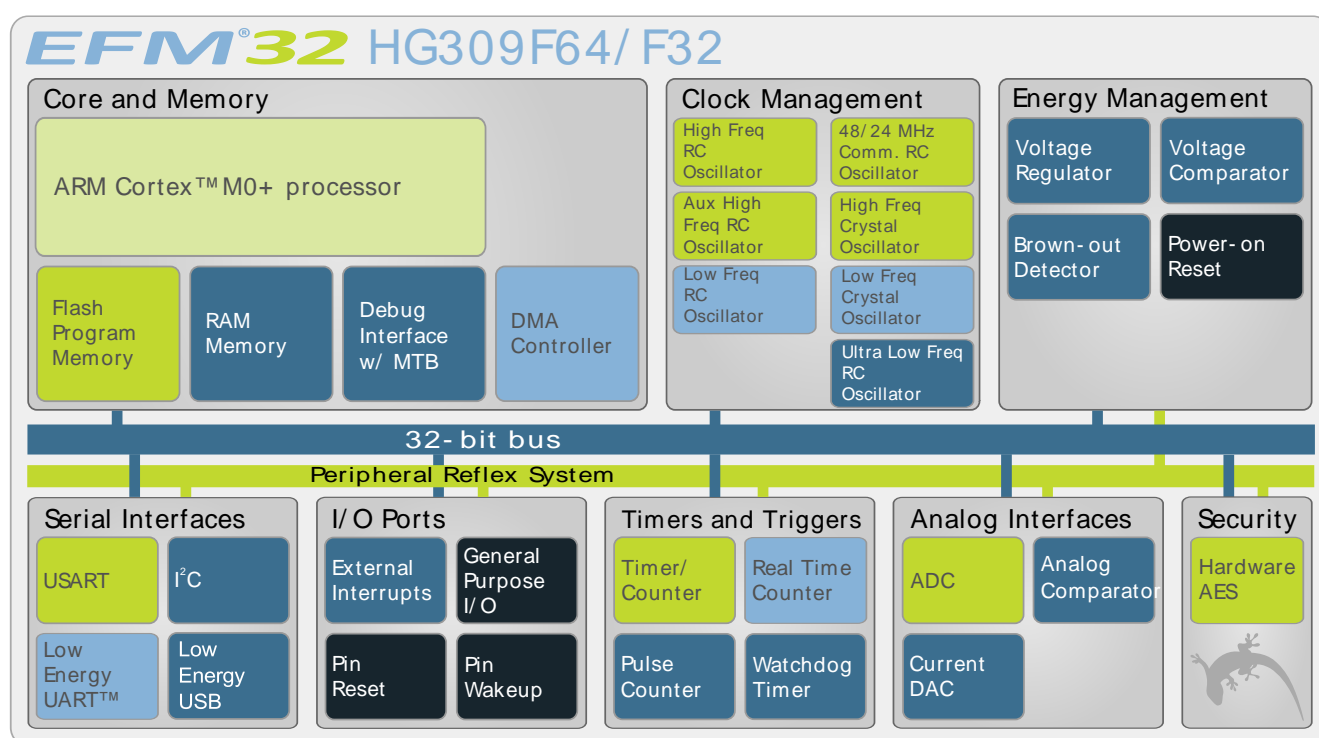 EFM®32 HG309F64/F32
Core and Memory
ARM Cortex™ M0+ processor
Flash
Program
Memory
RAM
Memory
Debug
Interface
w/ MTB
DMA
Controller
Clock Management
High Freq
RC
Oscillator
48/24 MHz
Comm. RC
Oscillator
Aux High
Freq RC
Oscillator
High Freq
Crystal
Oscillator
Low Freq
RC
Oscillator
Low Freq
Crystal
Oscillator
Ultra Low Freq
RC
Oscillator
Energy Management
Voltage
Regulator
Voltage
Comparator
Brown-out
Detector
Power-on
Reset
32-bit bus
Peripheral Reflex System
Serial Interfaces
USART
I²C
Low
Energy
UART™
Low
Energy
USB
I/O Ports
External
Interrupts
General
Purpose
I/O
Pin
Reset
Pin
Wakeup
Timers and Triggers
Timer/
Counter
Real Time
Counter
Pulse
Counter
Watchdog
Timer
Analog Interfaces
ADC
Analog
Comparator
Current
DAC
Security
Hardware
AES